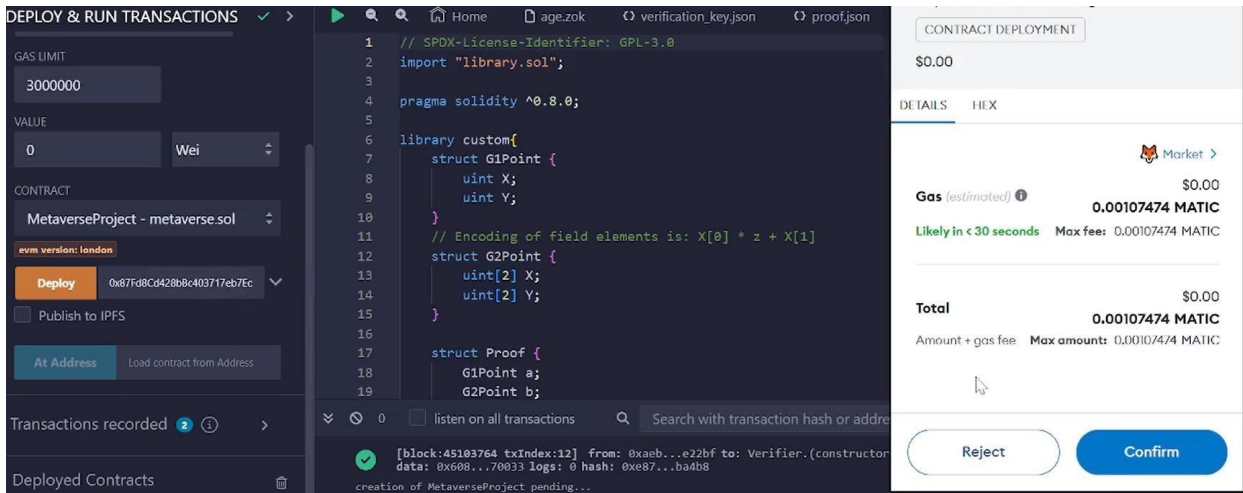 DEPLOY & RUN TRANSACTIONS
GAS LIMIT
3000000
VALUE
0
Wei
CONTRACT
MetaverseProject - metaverse.sol
evm version: london
Deploy
0x87Fd8Cd428bBc403717eb7Ec
Publish to IPFS
At Address
Load contract from Address
Transactions recorded 2 i
Deployed Contracts
Home
age.zok
verification_key.json
proof.json
1 // SPDX-License-Identifier: GPL-3.0
2 import "library.sol";
3
4 pragma solidity ^0.8.0;
5
6 library custom{
7 struct G1Point {
8 uint X;
9 uint Y;
10 }
11 // Encoding of field elements is: X[0] * z + X[1]
12 struct G2Point {
13 uint[2] X;
14 uint[2] Y;
15 }
16
17 struct Proof {
18 G1Point a;
19 G2Point b;
0
listen on all transactions
Search with transaction hash or addre
[block:45103764 txIndex:12] from: 0xaeb...e22bf to: Verifier.(constructor
data: 0x608...70033 logs: 0 hash: 0xe87...ba4b8
creation of MetaverseProject pending...
CONTRACT DEPLOYMENT
$0.00
DETAILS HEX
Market >
Gas (estimated) i $0.00
0.00107474 MATIC
Likely in < 30 seconds Max fee: 0.00107474 MATIC
Total $0.00
0.00107474 MATIC
Amount + gas fee Max amount: 0.00107474 MATIC
Reject
Confirm